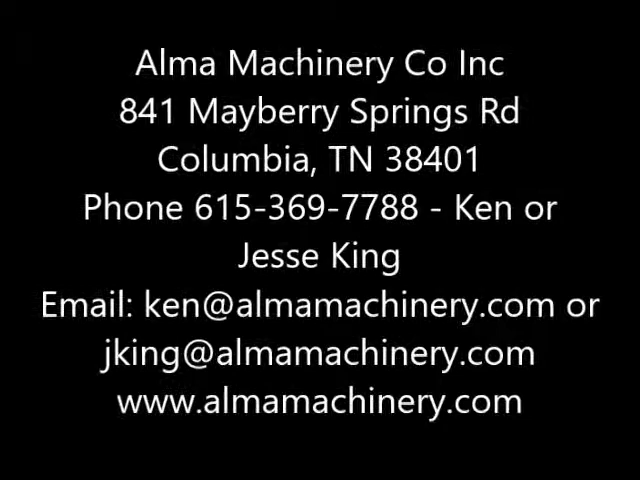 Alma Machinery Co Inc
841 Mayberry Springs Rd
Columbia, TN 38401
Phone 615-369-7788 - Ken or
Jesse King
Email: ken@almamachinery.com or
jking@almamachinery.com
www.almamachinery.com